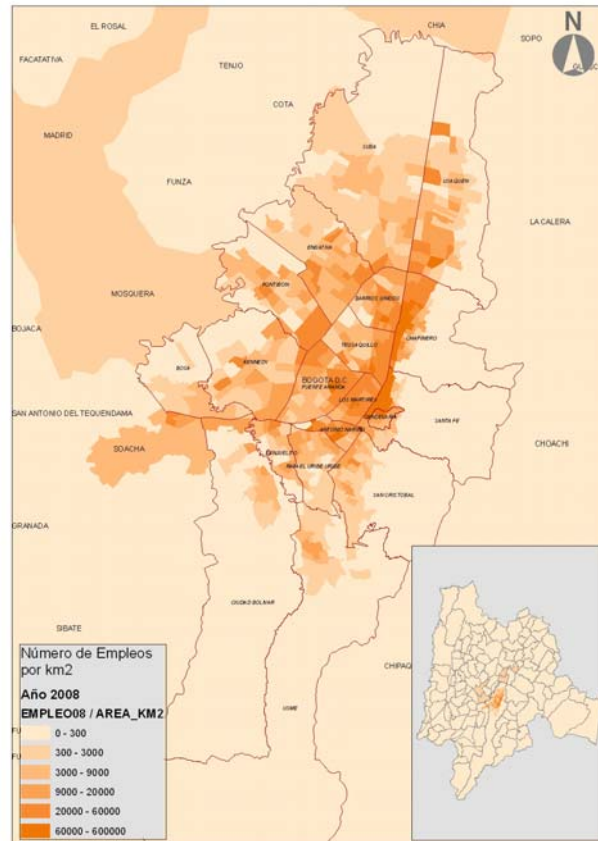 EL ROSAL
CHIA
N
SOPO
FACATATIVA
TENJO
COTA
MADRID
SUBA
FUNZA
USAQUEN
LA CALERA
ENGATIVA
MOSQUERA
FONTIBON
BARRIOS UNIDOS
BOJACA
CHAPINERO
TEUSAQUILLO
BOSA
KENNEDY
BOGOTA D.C
PUENTE ARANDA
LOS MARTIRES
SAN ANTONIO DEL TEQUENDAMA
SANTA FE
ANTONIO NARIÑO
SOACHA
CHOACHI
RAFAEL URIBE URIBE
SAN CRISTOBAL
GRANADA
CIUDAD BOLIVAR
SIBATE
CHIPAQ
USME
Número de Empleos
por km2
Año 2008
EMPLEO08 / AREA_KM2
0 - 300
300 - 3000
3000 - 9000
9000 - 20000
20000 - 60000
60000 - 600000